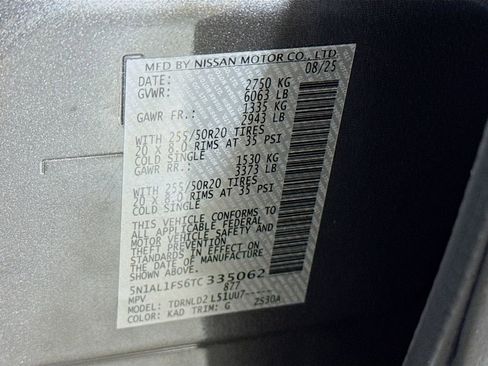 MFD BY NISSAN MOTOR CO., LTD.
DATE: 08/25
GVWR: 2750 KG
6063 LB
GAWR FR.: 1335 KG
2943 LB
WITH 255/50R20 TIRES
20 X 8.0 RIMS AT 35 PSI
COLD SINGLE
GAWR RR.: 1530 KG
3373 LB
WITH 255/50R20 TIRES
20 X 8.0 RIMS AT 35 PSI
COLD SINGLE
THIS VEHICLE CONFORMS TO
ALL APPLICABLE FEDERAL
MOTOR VEHICLE SAFETY AND
THEFT PREVENTION
STANDARDS IN EFFECT ON
THE DATE OF MANUFACTURE
SHOWN ABOVE.
5N1AL1FS6TC335062
MPV 877
MODEL: TDRNLD2 L51UU7-----
COLOR: KAD TRIM: G ZS30A